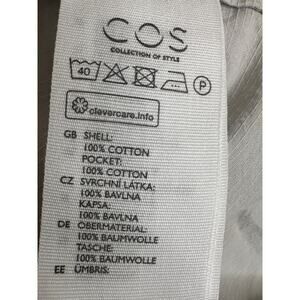 COS
COLLECTION OF STYLE
40
P
clevercare.info
GB SHELL:
100% COTTON
POCKET:
100% COTTON
CZ SVRCHNÍ LÁTKA:
100% BAVLNA
KAPSA:
100% BAVLNA
DE OBERMATERIAL:
100% BAUMWOLLE
TASCHE:
100% BAUMWOLLE
EE ÜMBRIS: